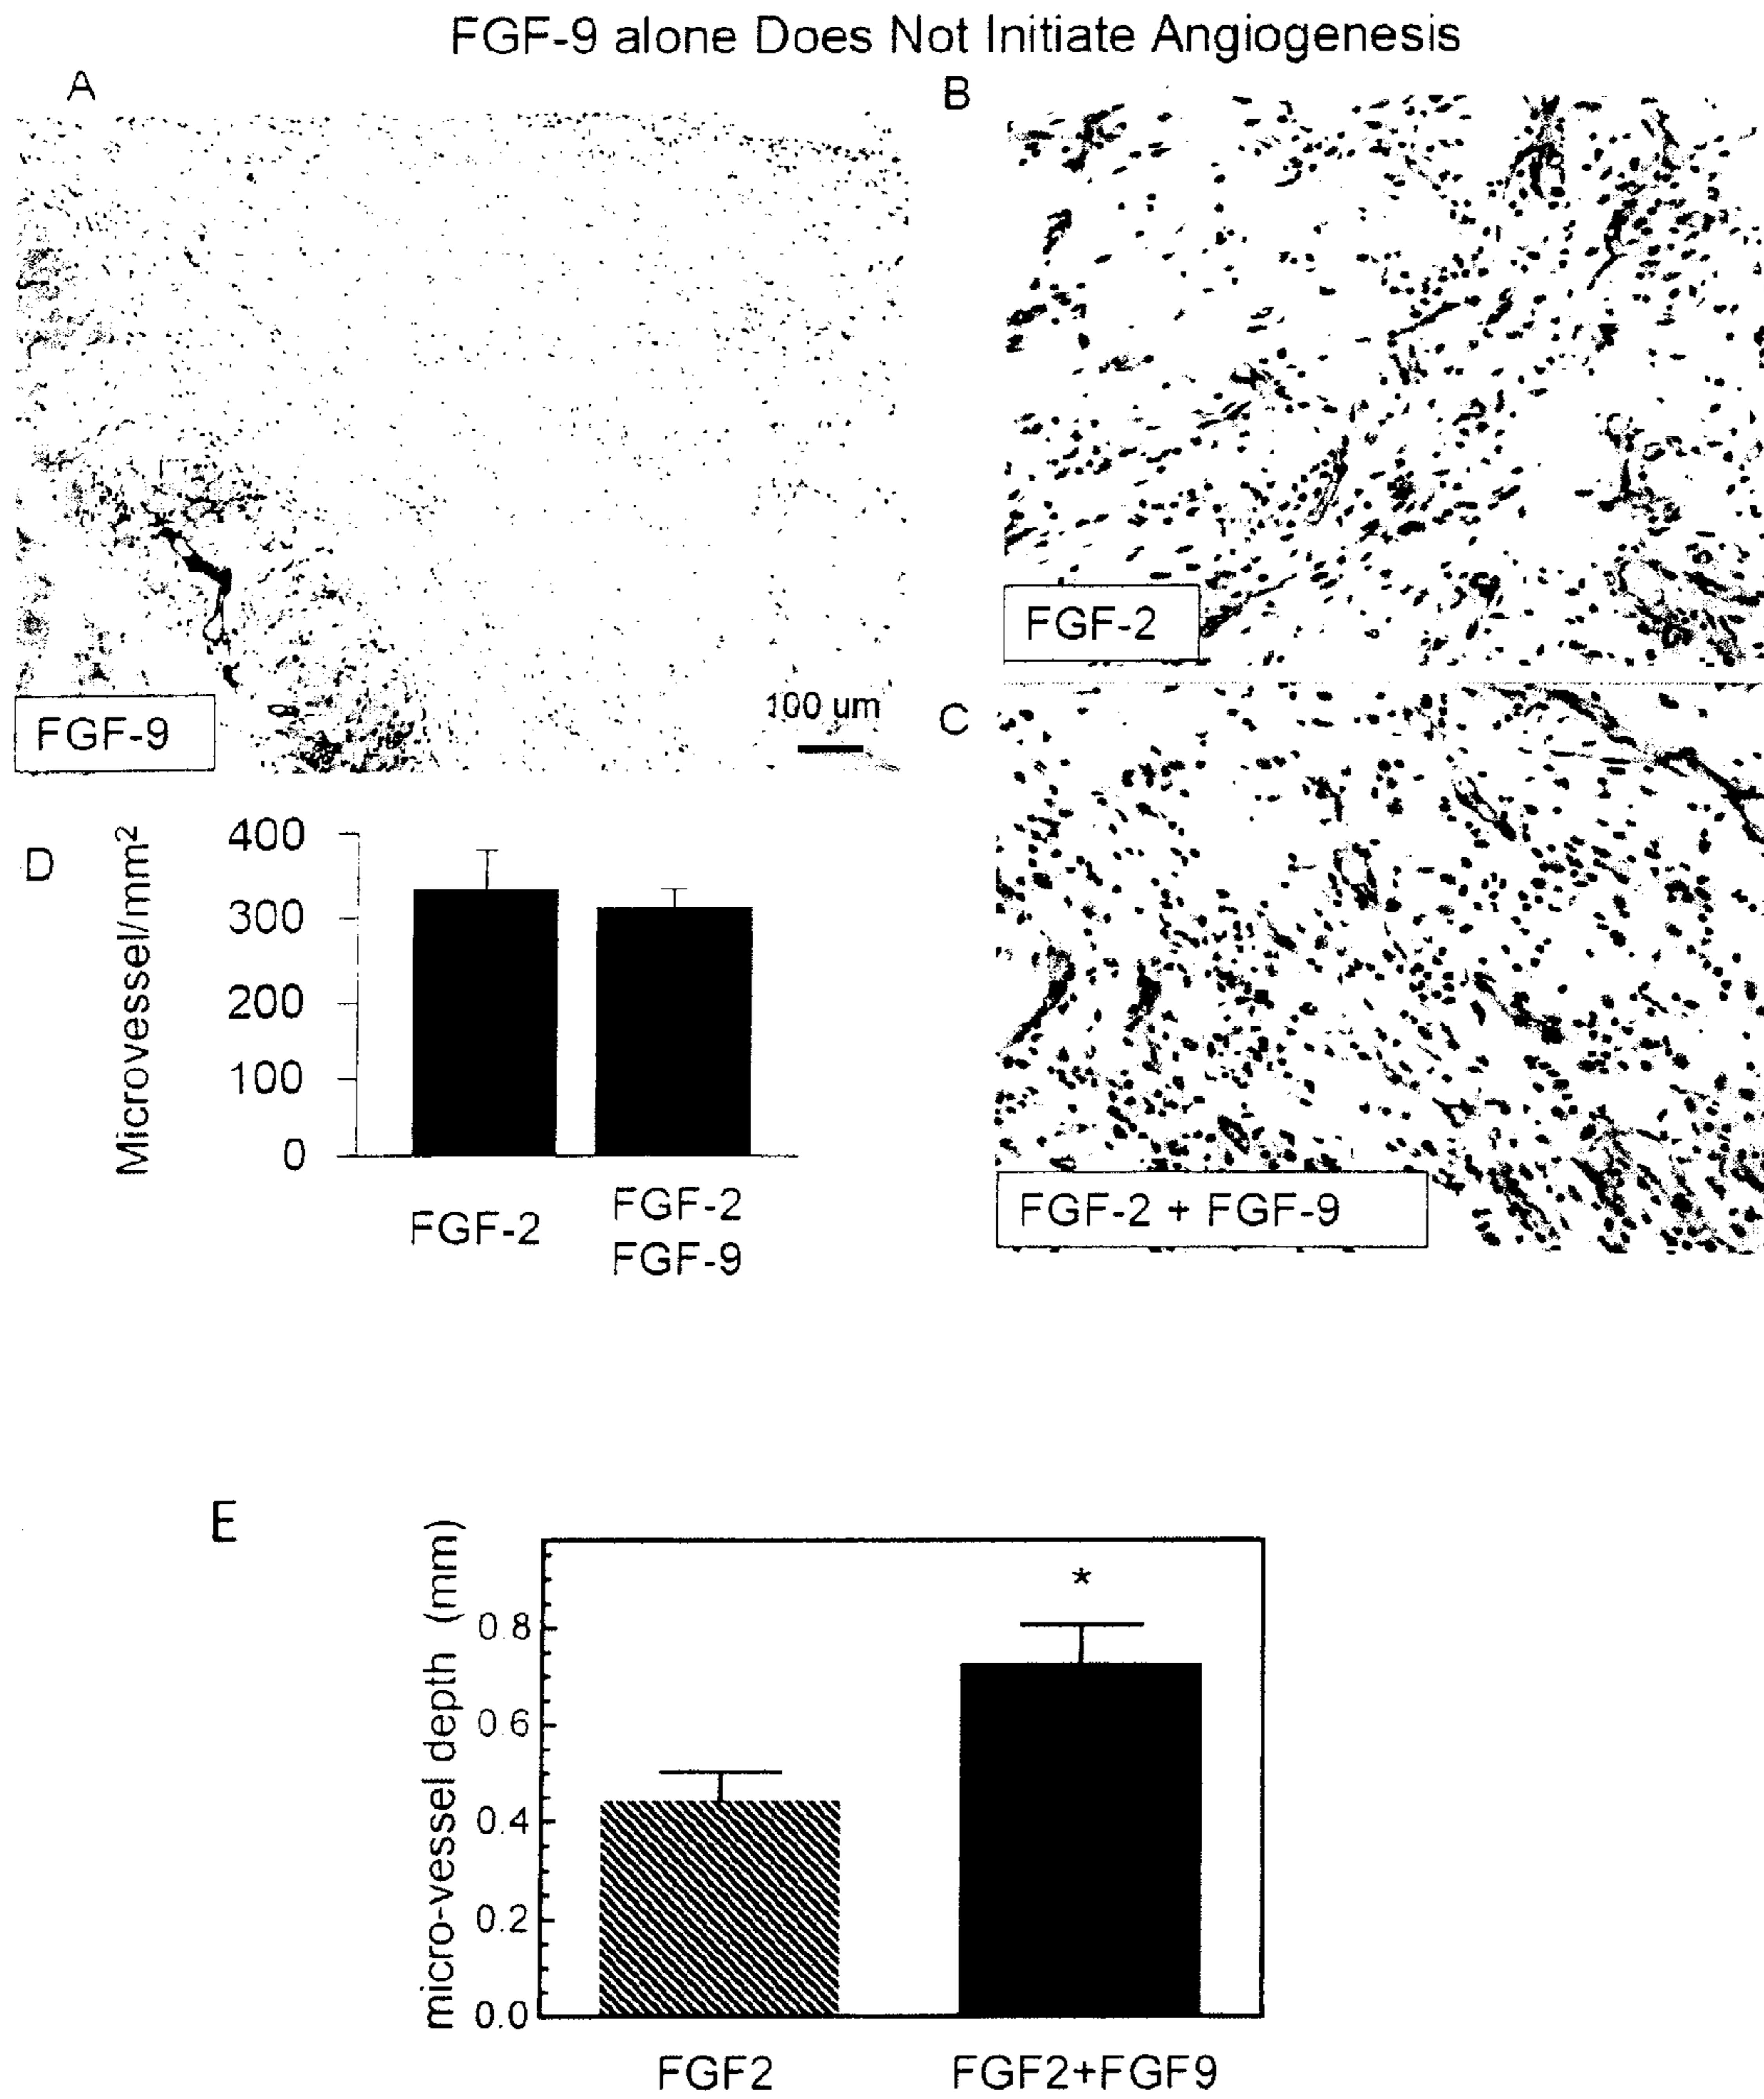 FGF-9 alone Does Not Initiate Angiogenesis
A
FGF-9
100 um
B
FGF-2
C
FGF-2 + FGF-9
D
Microvessel/mm²
400
300
200
100
0
FGF-2
FGF-2
FGF-9
E
micro-vessel depth (mm)
*
0.8
0.6
0.4
0.2
0.0
FGF2
FGF2+FGF9